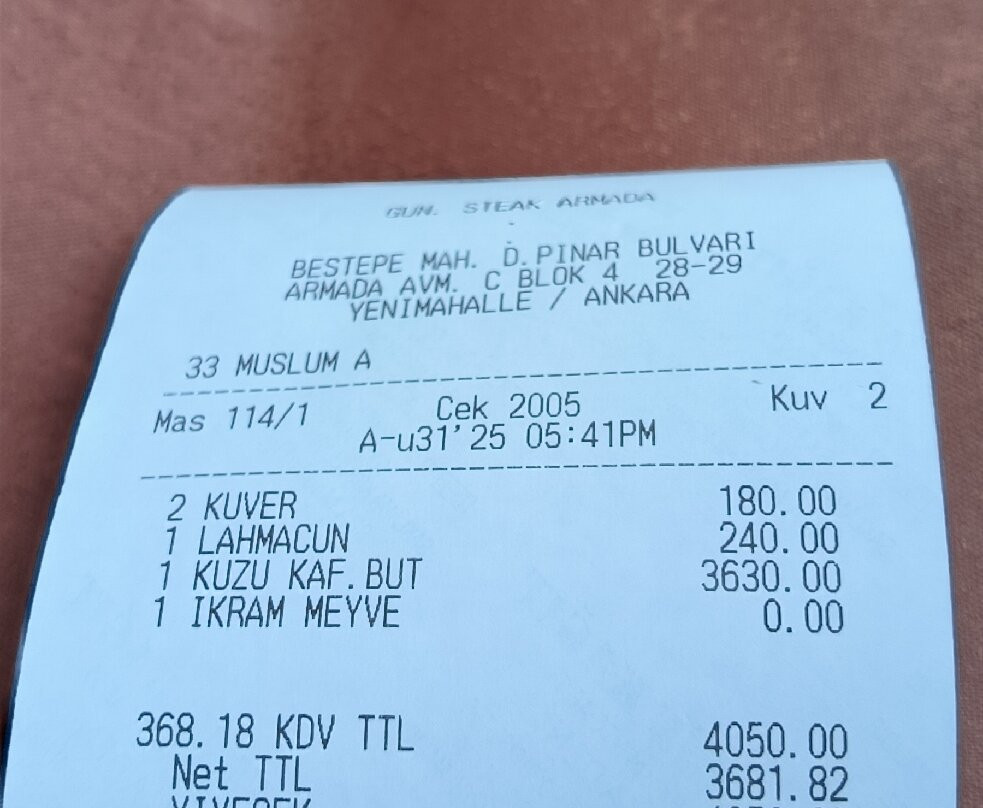 GUN. STEAK ARMADA
BESTEPE MAH. D.PINAR BULVARI
ARMADA AVM. C BLOK 4 28-29
YENIMAHALLE / ANKARA
33 MUSLUM A
Mas 114/1 Cek 2005 Kuv 2
A-u31'25 05:41PM
2 KUVER 180.00
1 LAHMACUN 240.00
1 KUZU KAF.BUT 3630.00
1 IKRAM MEYVE 0.00
368.18 KDV TTL 4050.00
Net TTL 3681.82